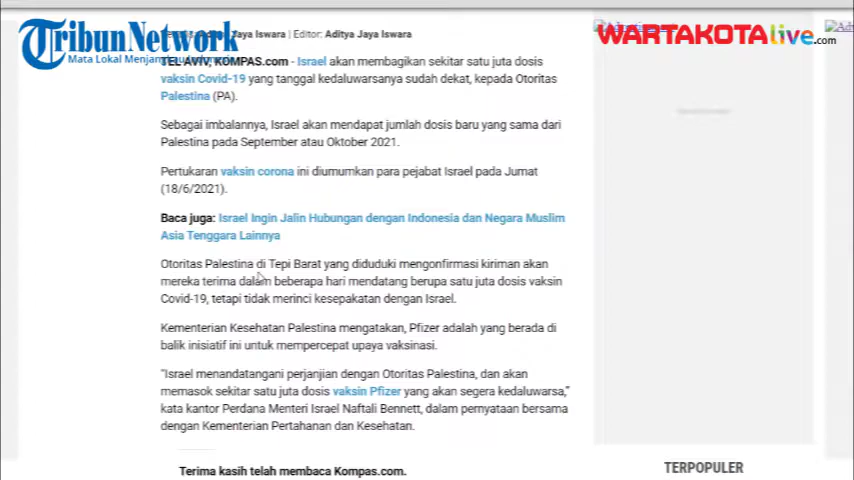 TribunNetwork
Mata Lokal Menjan
Jaya Iswara | Editor: Aditya Jaya Iswara
WARTAKOTAlive.com
TEL AVIV, KOMPAS.com - Israel akan membagikan sekitar satu juta dosis
vaksin Covid-19 yang tanggal kedaluwarsanya sudah dekat, kepada Otoritas
Palestina (PA).
Sebagai imbalannya, Israel akan mendapat jumlah dosis baru yang sama dari
Palestina pada September atau Oktober 2021.
Pertukaran vaksin corona ini diumumkan para pejabat Israel pada Jumat
(18/6/2021).
Baca juga: Israel Ingin Jalin Hubungan dengan Indonesia dan Negara Muslim
Asia Tenggara Lainnya
Otoritas Palestina di Tepi Barat yang diduduki mengonfirmasi kiriman akan
mereka terima dalam beberapa hari mendatang berupa satu juta dosis vaksin
Covid-19, tetapi tidak merinci kesepakatan dengan Israel.
Kementerian Kesehatan Palestina mengatakan, Pfizer adalah yang berada di
balik inisiatif ini untuk mempercepat upaya vaksinasi.
"Israel menandatangani perjanjian dengan Otoritas Palestina, dan akan
memasok sekitar satu juta dosis vaksin Pfizer yang akan segera kedaluwarsa,"
kata kantor Perdana Menteri Israel Naftali Bennett, dalam pernyataan bersama
dengan Kementerian Pertahanan dan Kesehatan.
Terima kasih telah membaca Kompas.com.
TERPOPULER